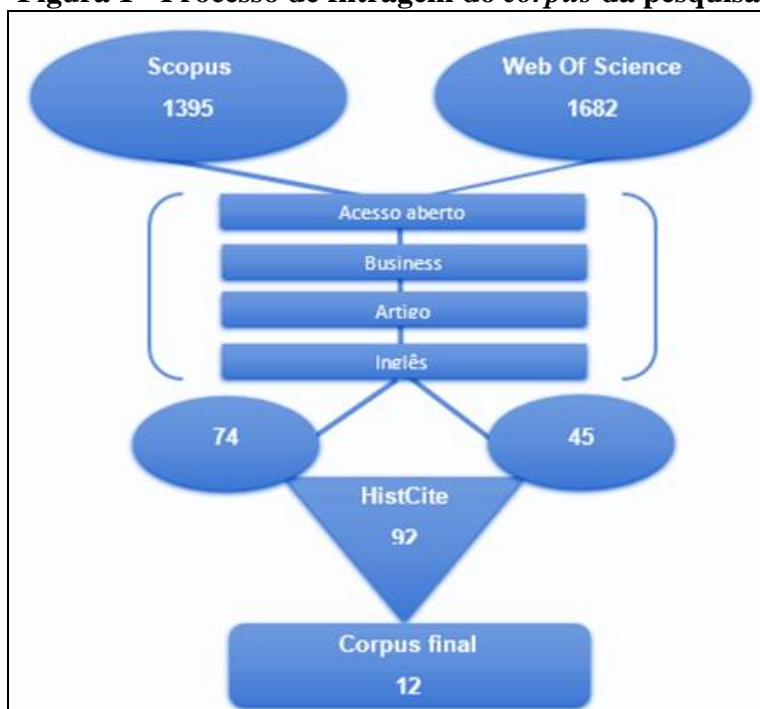 Figura 1 - Processo de filtragem do corpus da pesquisa
Scopus
1395
Web Of Science
1682
Acesso aberto
Business
Artigo
Inglês
74
45
HistCite
92
Corpus final
12